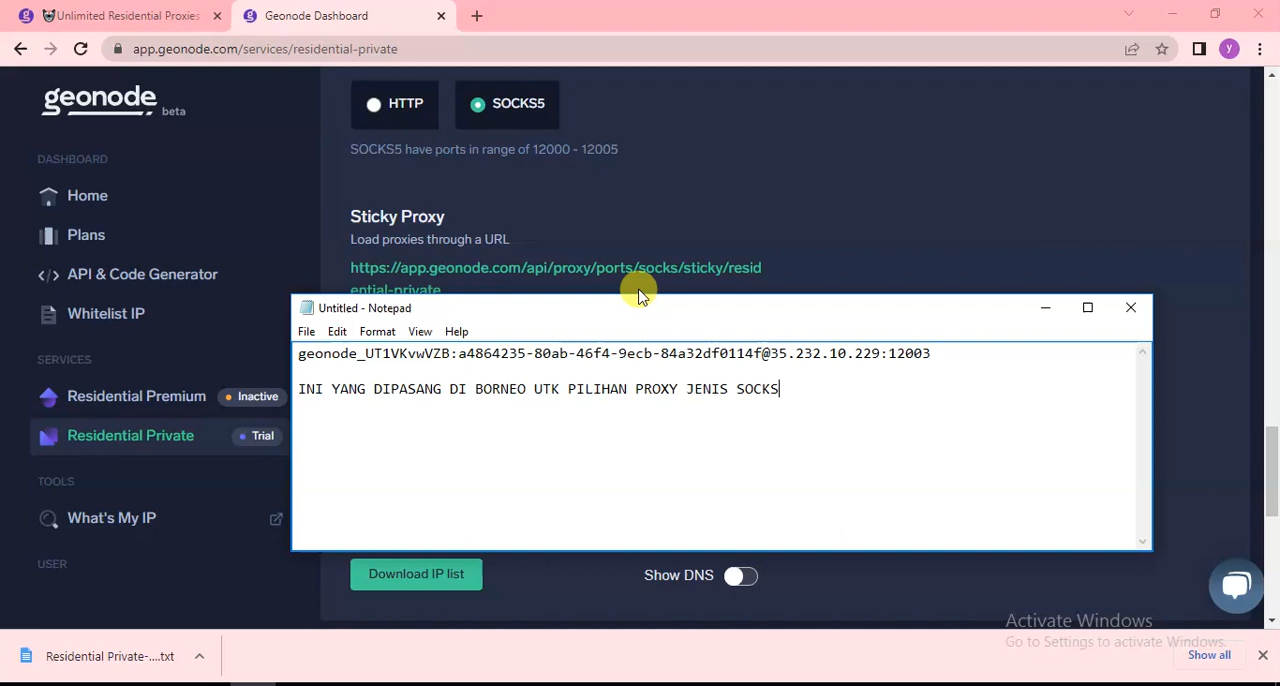 Unlimited Residential Proxies
Geonode Dashboard
app.geonode.com/services/residential-private
y
geonode
beta
DASHBOARD
Home
Plans
API & Code Generator
Whitelist IP
SERVICES
Residential Premium
Inactive
Residential Private
Trial
TOOLS
What's My IP
USER
HTTP
SOCKS5
SOCKS5 have ports in range of 12000 - 12005
Sticky Proxy
Load proxies through a URL
https://app.geonode.com/api/proxy/ports/socks/sticky/resid
ential-private
Untitled - Notepad
File Edit Format View Help
geonode_UT1VKvwVZB:a4864235-80ab-46f4-9ecb-84a32df0114f@35.232.10.229:12003
INI YANG DIPASANG DI BORNEO UTK PILIHAN PROXY JENIS SOCKS
Download IP list
Show DNS
Activate Windows
Go to Settings to activate Windows.
Residential Private-....txt
Show all